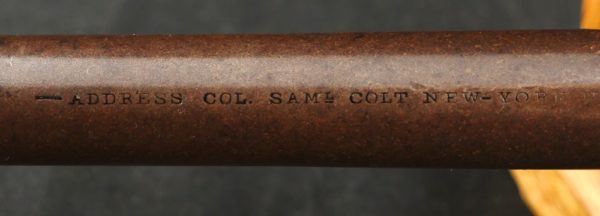 — ADDRESS COL. SAML COLT NEW-YORK